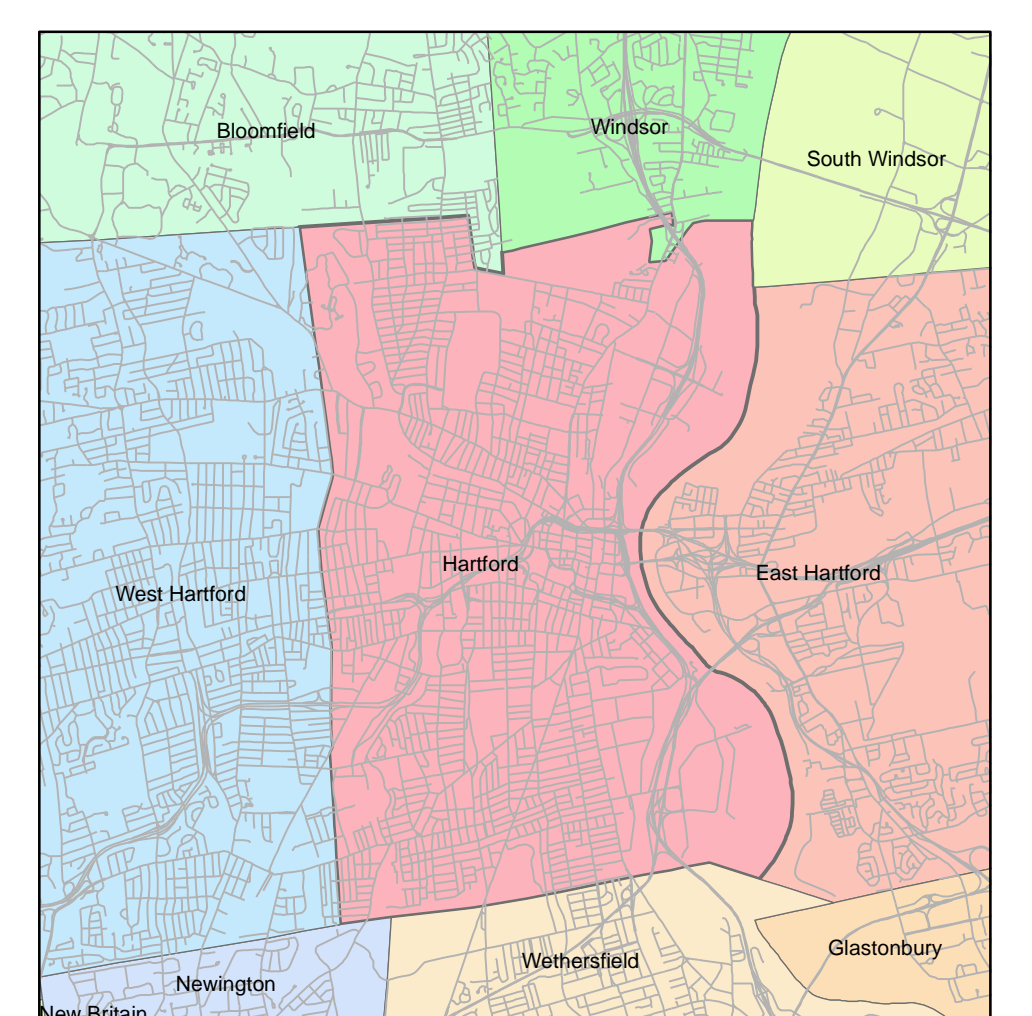 Bloomfield
Windsor
South Windsor
Hartford
East Hartford
West Hartford
Glastonbury
Wethersfield
Newington
New Britain